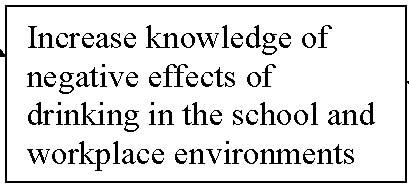 Increase knowledge of
negative effects of
drinking in the school and
workplace environments